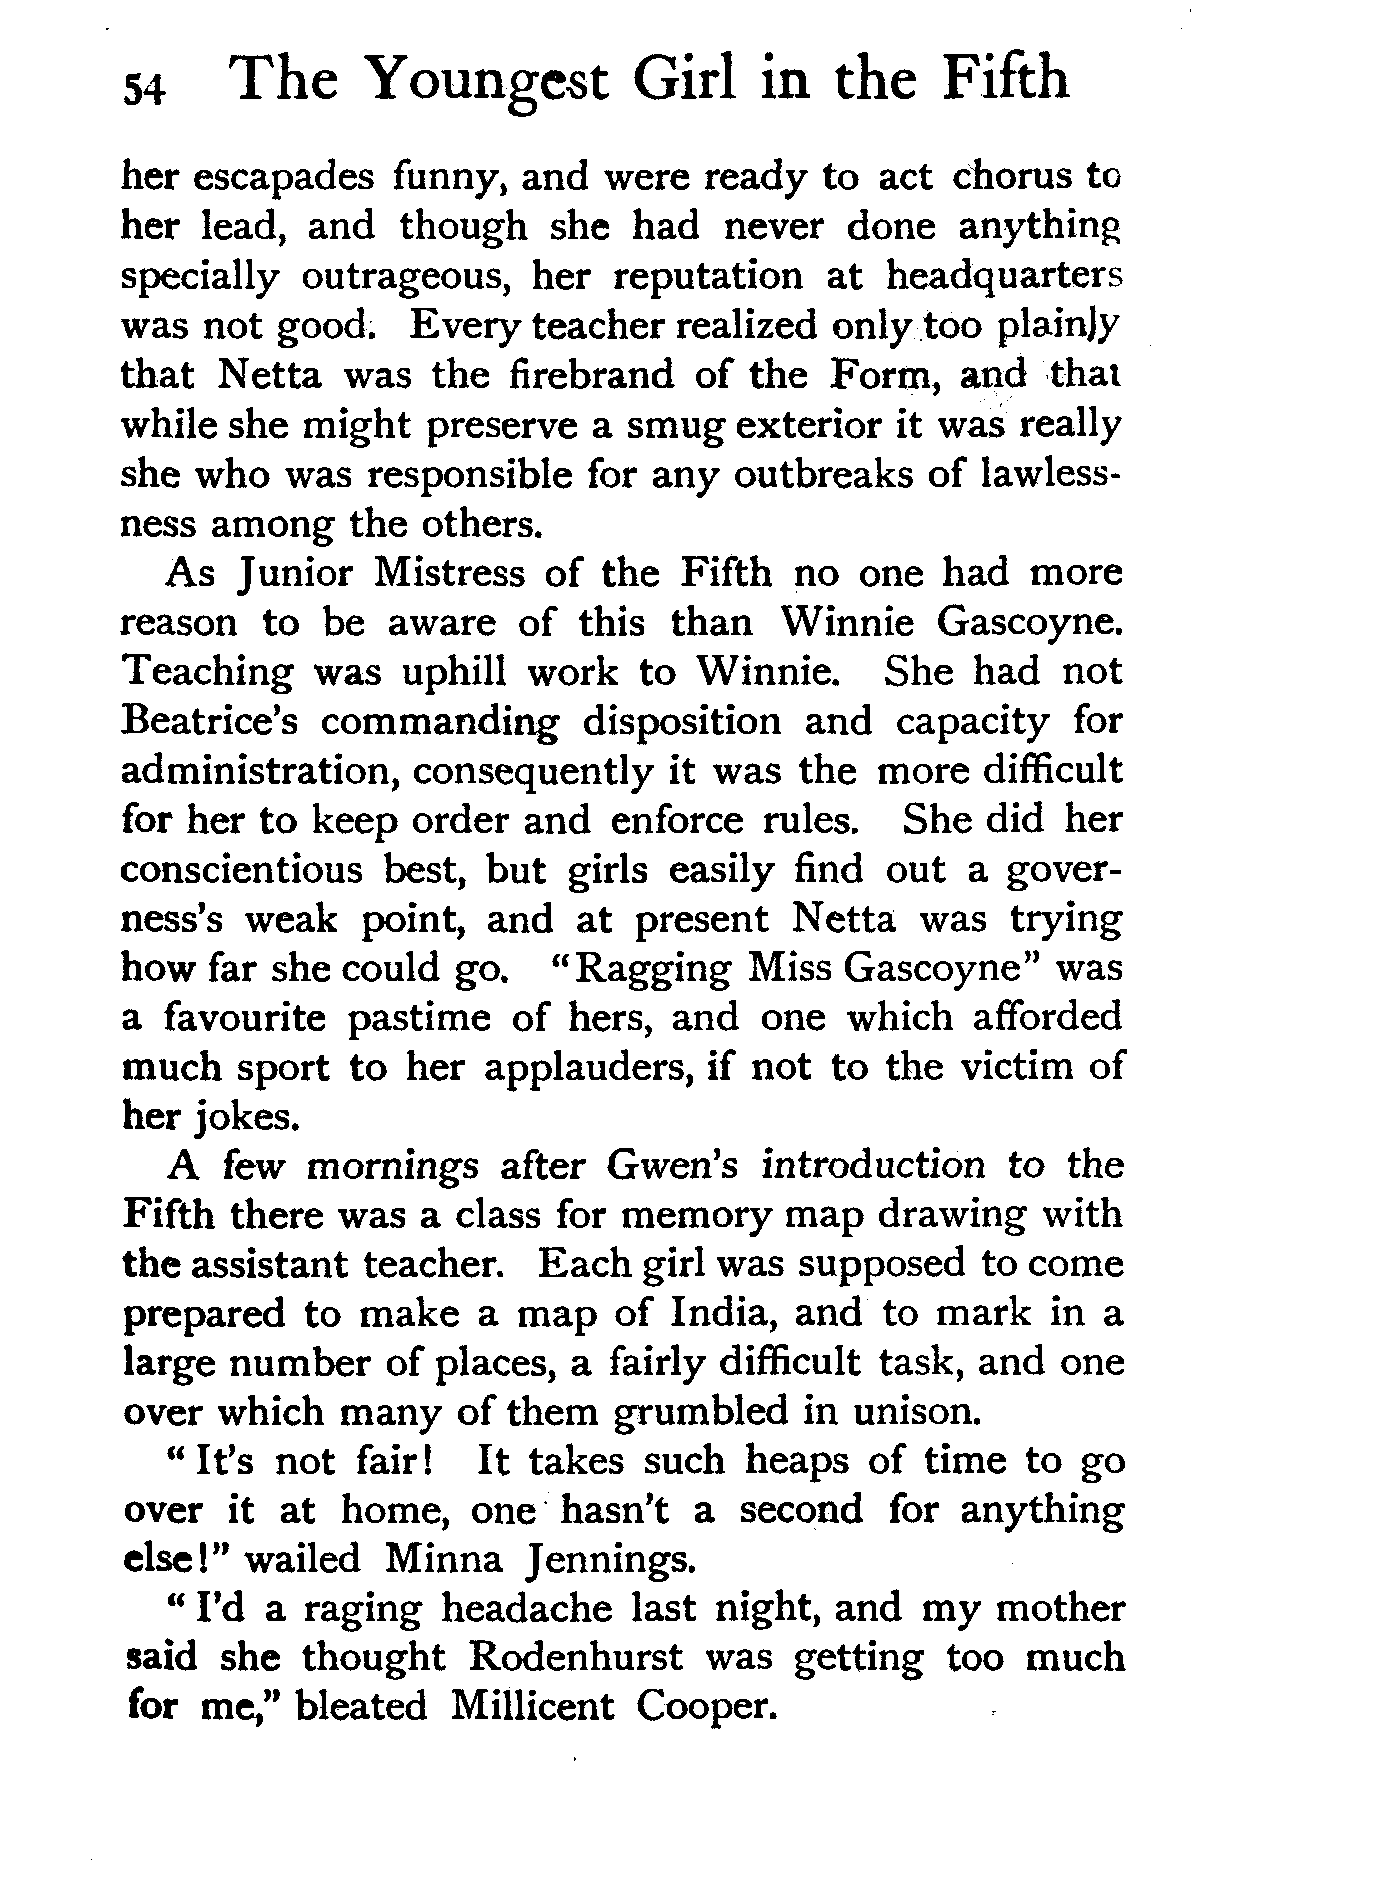 54 The Youngest Girl in the Fifth
her escapades funny, and were ready to act chorus to
her lead, and though she had never done anything
specially outrageous, her reputation at headquarters
was not good. Every teacher realized only too plainly
that Netta was the firebrand of the Form, and that
while she might preserve a smug exterior it was really
she who was responsible for any outbreaks of lawless-
ness among the others.
As Junior Mistress of the Fifth no one had more
reason to be aware of this than Winnie Gascoyne.
Teaching was uphill work to Winnie. She had not
Beatrice's commanding disposition and capacity for
administration, consequently it was the more difficult
for her to keep order and enforce rules. She did her
conscientious best, but girls easily find out a gover-
ness's weak point, and at present Netta was trying
how far she could go. "Ragging Miss Gascoyne" was
a favourite pastime of hers, and one which afforded
much sport to her applauders, if not to the victim of
her jokes.
A few mornings after Gwen's introduction to the
Fifth there was a class for memory map drawing with
the assistant teacher. Each girl was supposed to come
prepared to make a map of India, and to mark in a
large number of places, a fairly difficult task, and one
over which many of them grumbled in unison.
"It's not fair! It takes such heaps of time to go
over it at home, one hasn't a second for anything
else!" wailed Minna Jennings.
"I'd a raging headache last night, and my mother
said she thought Rodenhurst was getting too much
for me," bleated Millicent Cooper.